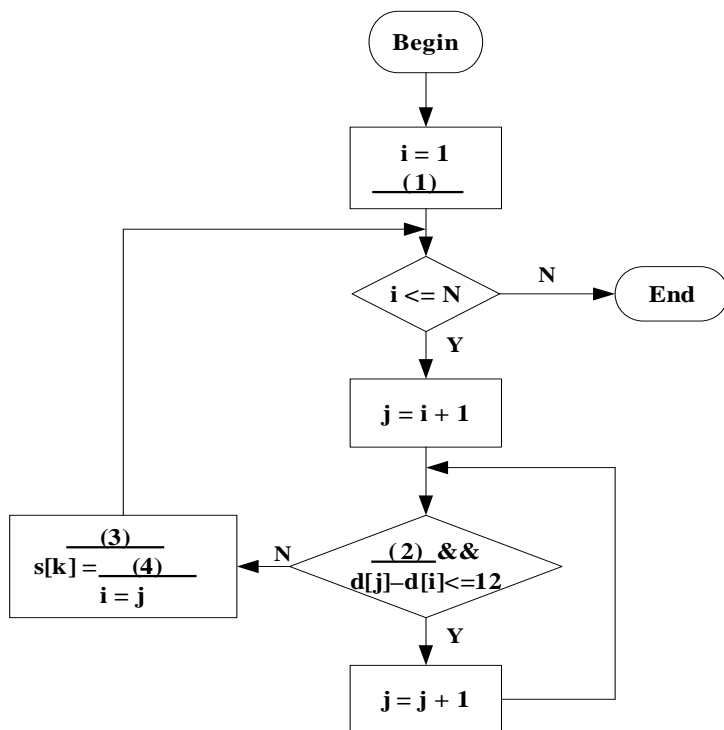 Begin
i = 1
(1)
i <= N
N
End
Y
j = i + 1
(2) &&
d[j]–d[i]<=12
N
(3)
s[k] = (4)
i = j
Y
j = j + 1